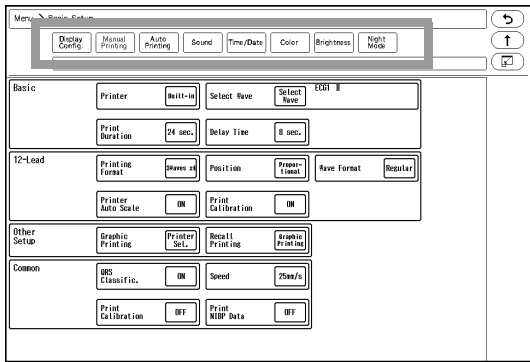 Menu > Basic Setup
Display Config.
Manual Printing
Auto Printing
Sound
Time/Date
Color
Brightness
Night Mode
Basic
Printer
Built-in
Select Wave
Select Wave
ECG1 II
Print Duration
24 sec.
Delay Time
8 sec.
12-Lead
Printing Format
3Waves x4
Position
Propor-
tional
Wave Format
Regular
Printer Auto Scale
ON
Print Calibration
ON
Other Setup
Graphic Printing
Printer Sel.
Recall Printing
Graphic Printing
Common
QRS Classific.
ON
Speed
25mm/s
Print Calibration
OFF
Print NIBP Data
OFF